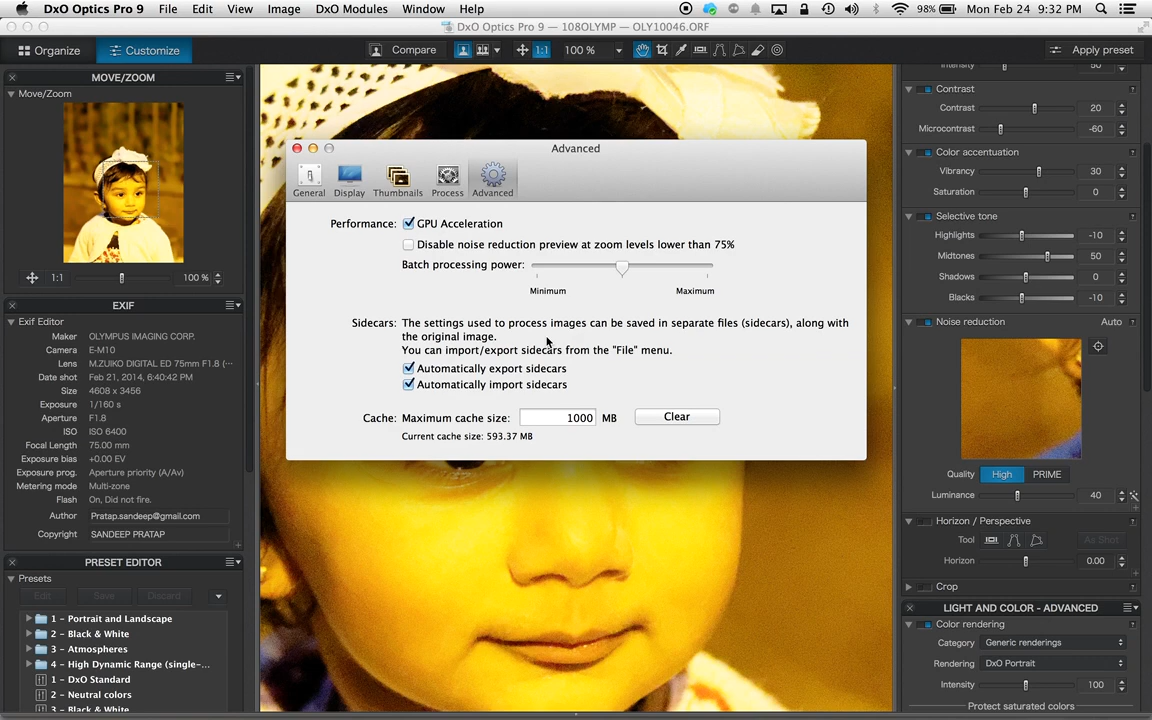 DxO Optics Pro 9 File Edit View Image DxO Modules Window Help 98% Mon Feb 24 9:32 PM
DxO Optics Pro 9 — 108OLYMP — OLY10046.ORF
Organize Customize Compare 1:1 100 % Apply preset
MOVE/ZOOM
Move/Zoom
1:1 100 %
EXIF
Exif Editor
Maker OLYMPUS IMAGING CORP.
Camera E-M10
Lens M.ZUIKO DIGITAL ED 75mm F1.8 (···
Date shot Feb 21, 2014, 6:40:42 PM
Size 4608 x 3456
Exposure 1/160 s
Aperture F1.8
ISO ISO 6400
Focal Length 75.00 mm
Exposure bias +0.00 EV
Exposure prog. Aperture priority (A/Av)
Metering mode Multi-zone
Flash On, Did not fire.
Author Pratap.sandeep@gmail.com
Copyright SANDEEP PRATAP
PRESET EDITOR
Presets
Edit Save Discard
1 – Portrait and Landscape
2 – Black & White
3 – Atmospheres
4 – High Dynamic Range (single-...
1 – DxO Standard
2 – Neutral colors
3 – Black & White
Advanced
General Display Thumbnails Process Advanced
Performance: GPU Acceleration
Disable noise reduction preview at zoom levels lower than 75%
Batch processing power:
Minimum Maximum
Sidecars: The settings used to process images can be saved in separate files (sidecars), along with
the original image.
You can import/export sidecars from the "File" menu.
Automatically export sidecars
Automatically import sidecars
Cache: Maximum cache size: 1000 MB Clear
Current cache size: 593.37 MB
Intensity 50
Contrast ?
Contrast 20
Microcontrast -60
Color accentuation ?
Vibrancy 30
Saturation 0
Selective tone ?
Highlights -10
Midtones 50
Shadows 0
Blacks -10
Noise reduction Auto ?
Quality High PRIME
Luminance 40
Horizon / Perspective ?
Tool As Shot
Horizon 0.00
Crop ?
LIGHT AND COLOR - ADVANCED
Color rendering ?
Category Generic renderings
Rendering DxO Portrait
Intensity 100
Protect saturated colors